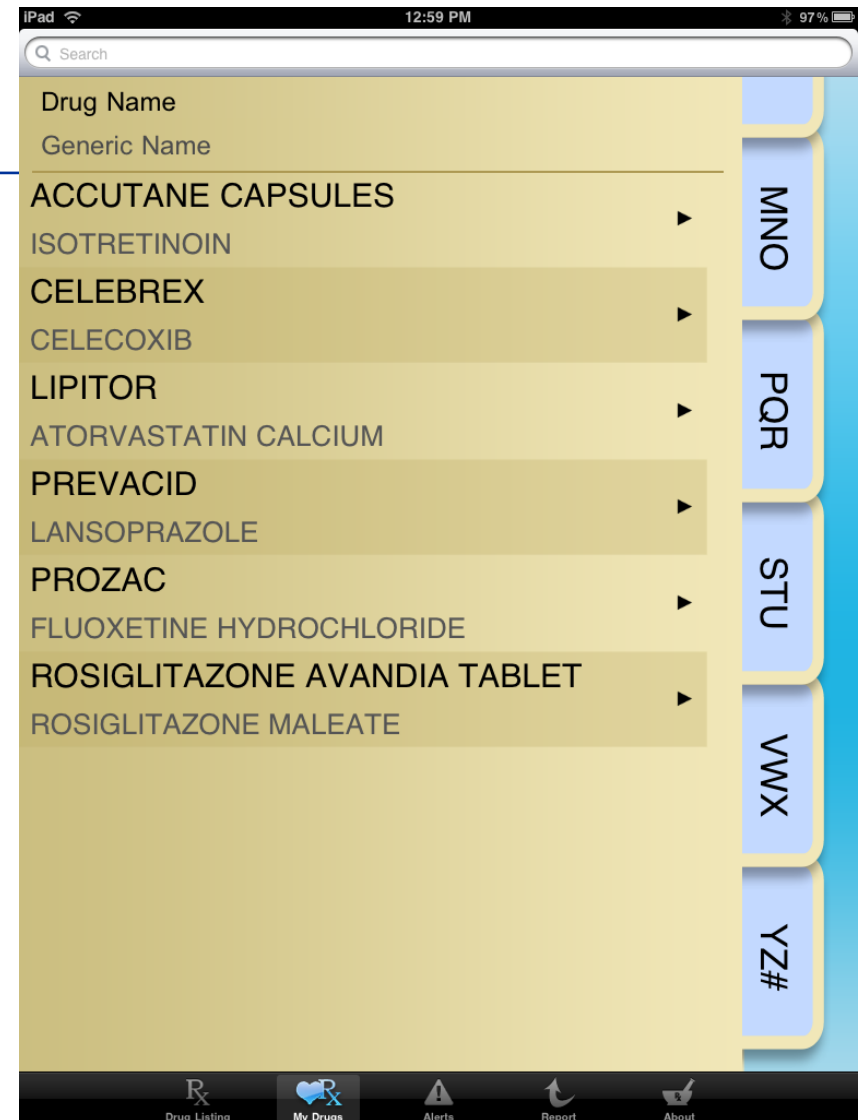 iPad 12:59 PM 97%
Search
Drug Name
Generic Name
ACCUTANE CAPSULES
ISOTRETINOIN
CELEBREX
CELECOXIB
LIPITOR
ATORVASTATIN CALCIUM
PREVACID
LANSOPRAZOLE
PROZAC
FLUOXETINE HYDROCHLORIDE
ROSIGLITAZONE AVANDIA TABLET
ROSIGLITAZONE MALEATE
MNO
PQR
STU
VWX
YZ#
Rx Rx
Drug Listing My Drugs Alerts Report About